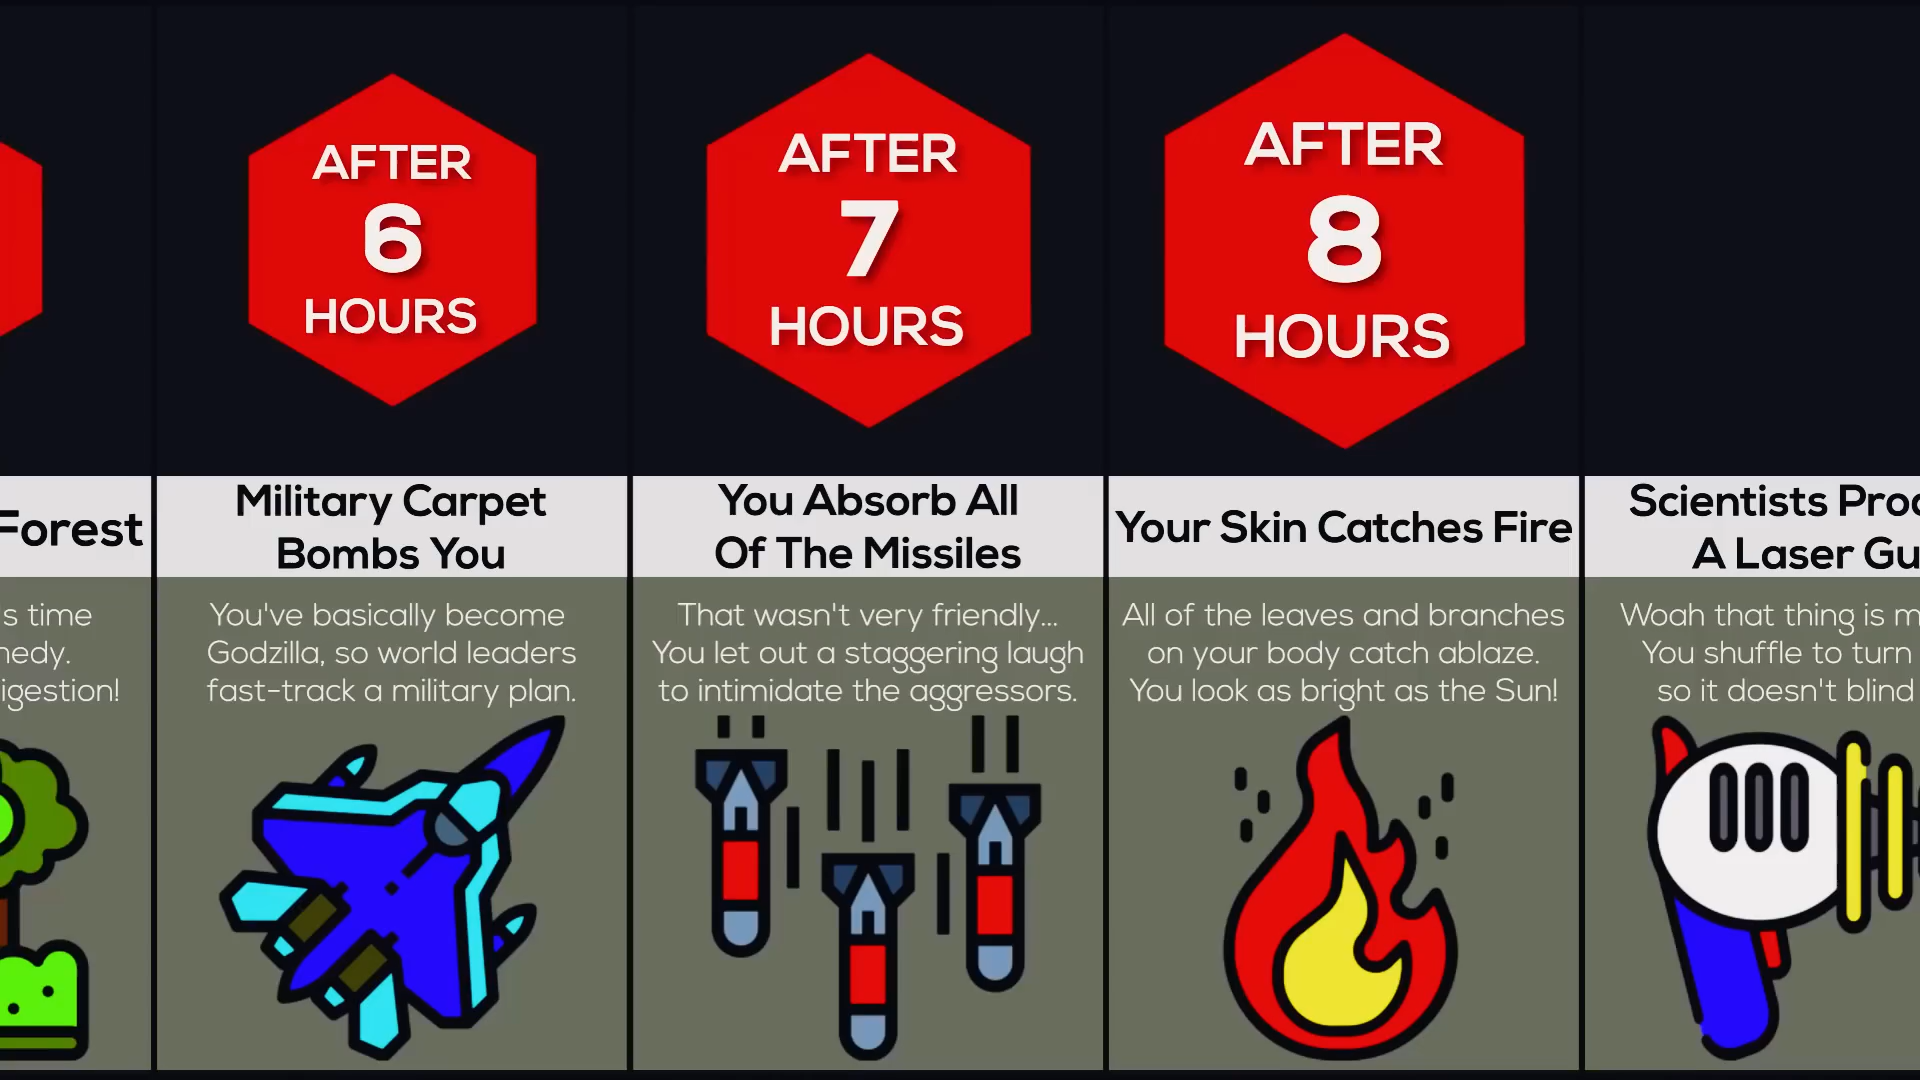 Forest
's time
igestion!
AFTER
6
HOURS
Military Carpet
Bombs You
You've basically become
Godzilla, so world leaders
fast-track a military plan.
AFTER
7
HOURS
You Absorb All
Of The Missiles
That wasn't very friendly...
You let out a staggering laugh
to intimidate the aggressors.
AFTER
8
HOURS
Your Skin Catches Fire
All of the leaves and branches
on your body catch ablaze.
You look as bright as the Sun!
Scientists
A Laser
Woah that thing is
You shuffle to turn
so it doesn't blind